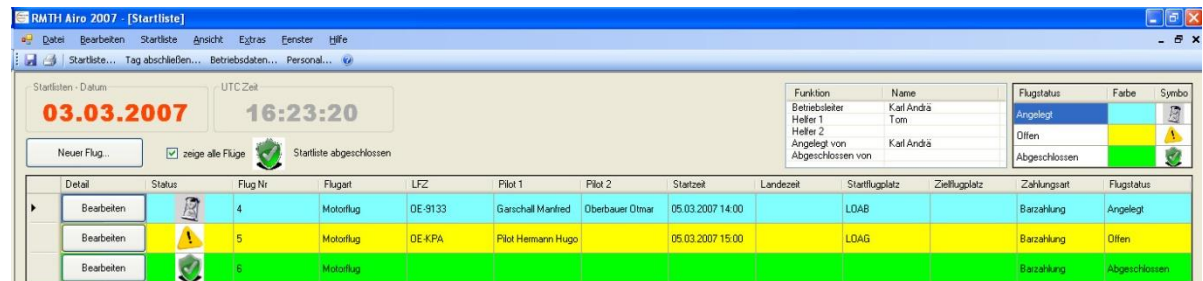 RMTH Airo 2007 - [Startliste]
Datei Bearbeiten Startliste Ansicht Extras Fenster Hilfe
Startliste... Tag abschließen... Betriebsdaten... Personal...
Startlisten - Datum UTC Zeit
03.03.2007 16:23:20
Neuer Flug... zeige alle Flüge Startliste abgeschlossen
Funktion Name
Betriebsleiter Karl Andrä
Helfer 1 Tom
Helfer 2
Angelegt von Karl Andrä
Abgeschlossen von
Flugstatus Farbe Symbo
Angelegt
Offen
Abgeschlossen
Detail Status Flug Nr Flugart LFZ Pilot 1 Pilot 2 Startzeit Landezeit Startflugplatz Zielflugplatz Zahlungsart Flugstatus
Bearbeiten 4 Motorflug OE-9133 Garschall Manfred Oberbauer Otmar 05.03.2007 14:00 LOAB Barzahlung Angelegt
Bearbeiten 5 Motorflug OE-KPA Pilot Hermann Hugo 05.03.2007 15:00 LOAG Barzahlung Offen
Bearbeiten 6 Motorflug Barzahlung Abgeschlossen